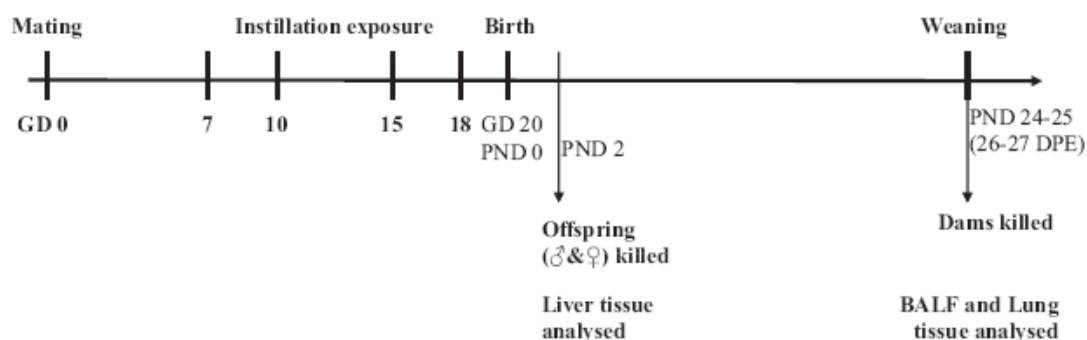 Mating Instillation exposure Birth Weaning
GD 0 7 10 15 18 GD 20 PND 24-25
PND 0 PND 2 (26-27 DPE)
Offspring Dams killed
(♂&♀) killed
Liver tissue BALF and Lung
analysed tissue analysed